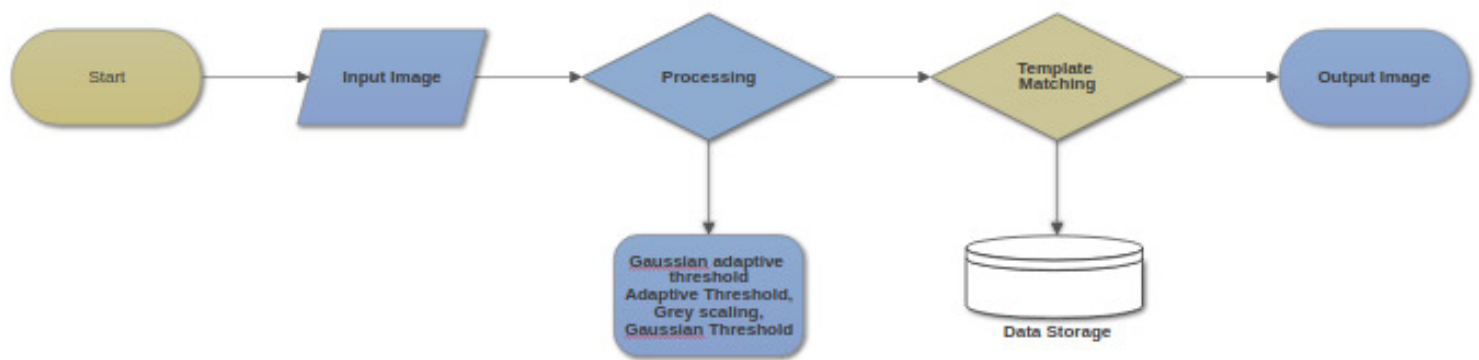 Start
Input Image
Processing
Template
Matching
Output Image
Gaussian adaptive
threshold
Adaptive Threshold,
Grey scaling,
Gaussian Threshold
Data Storage